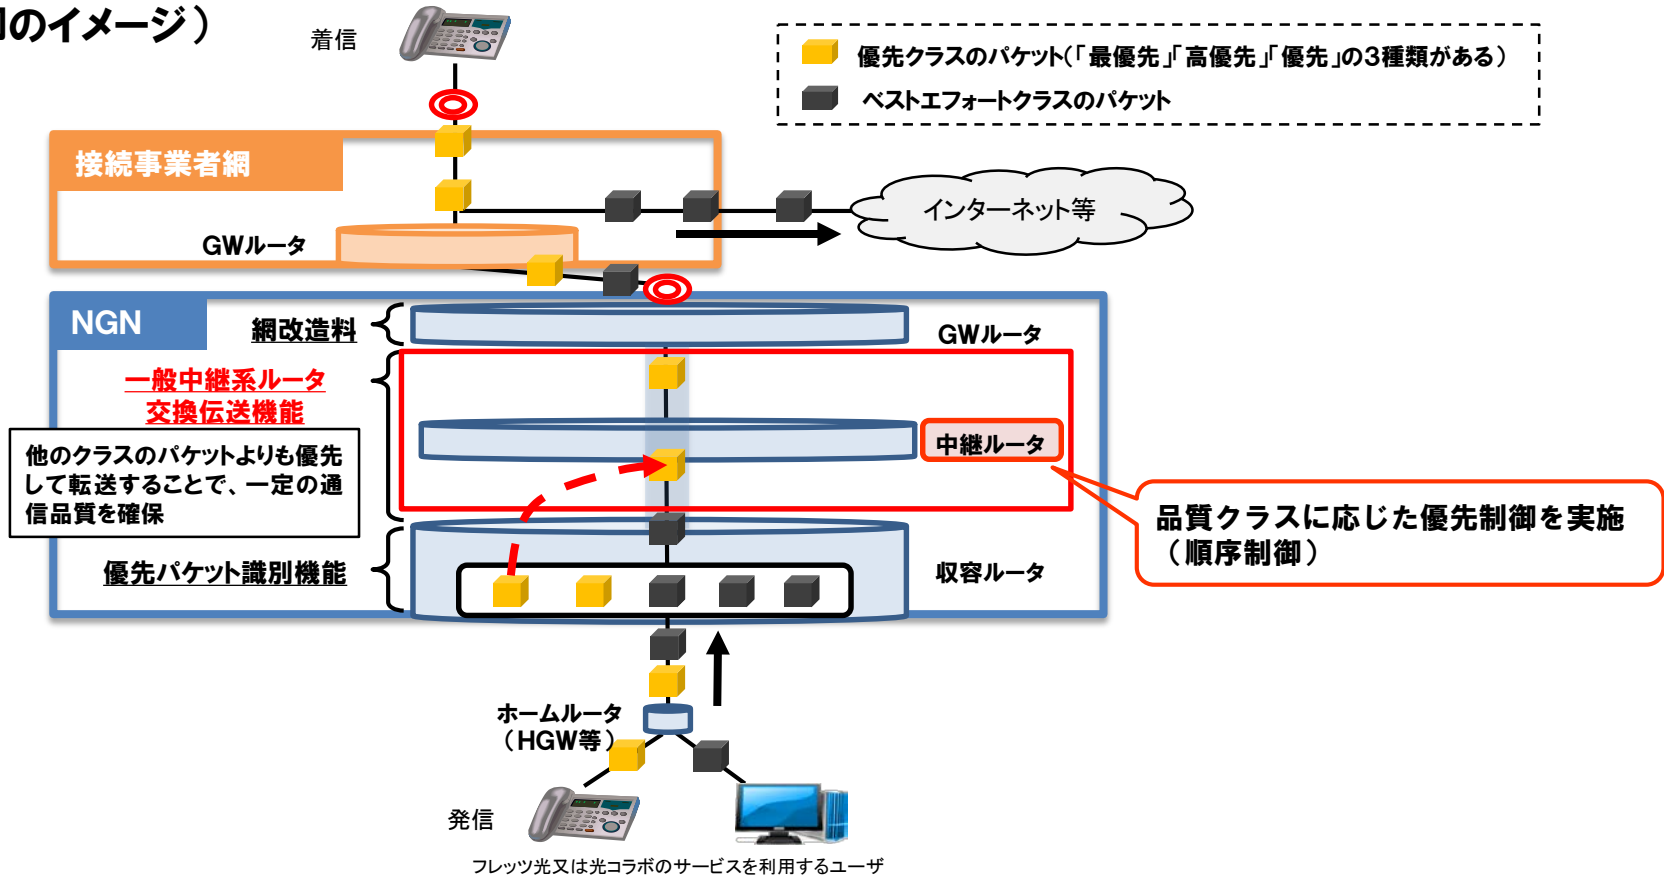 のイメージ）
着信
優先クラスのパケット（「最優先」「高優先」「優先」の３種類がある）
ベストエフォートクラスのパケット
接続事業者網
インターネット等
GWルータ
NGN
網改造料
GWルータ
一般中継系ルータ
交換伝送機能
中継ルータ
他のクラスのパケットよりも優先
して転送することで、一定の通
信品質を確保
品質クラスに応じた優先制御を実施
（順序制御）
優先パケット識別機能
収容ルータ
ホームルータ
（HGW等）
発信
フレッツ光又は光コラボのサービスを利用するユーザ